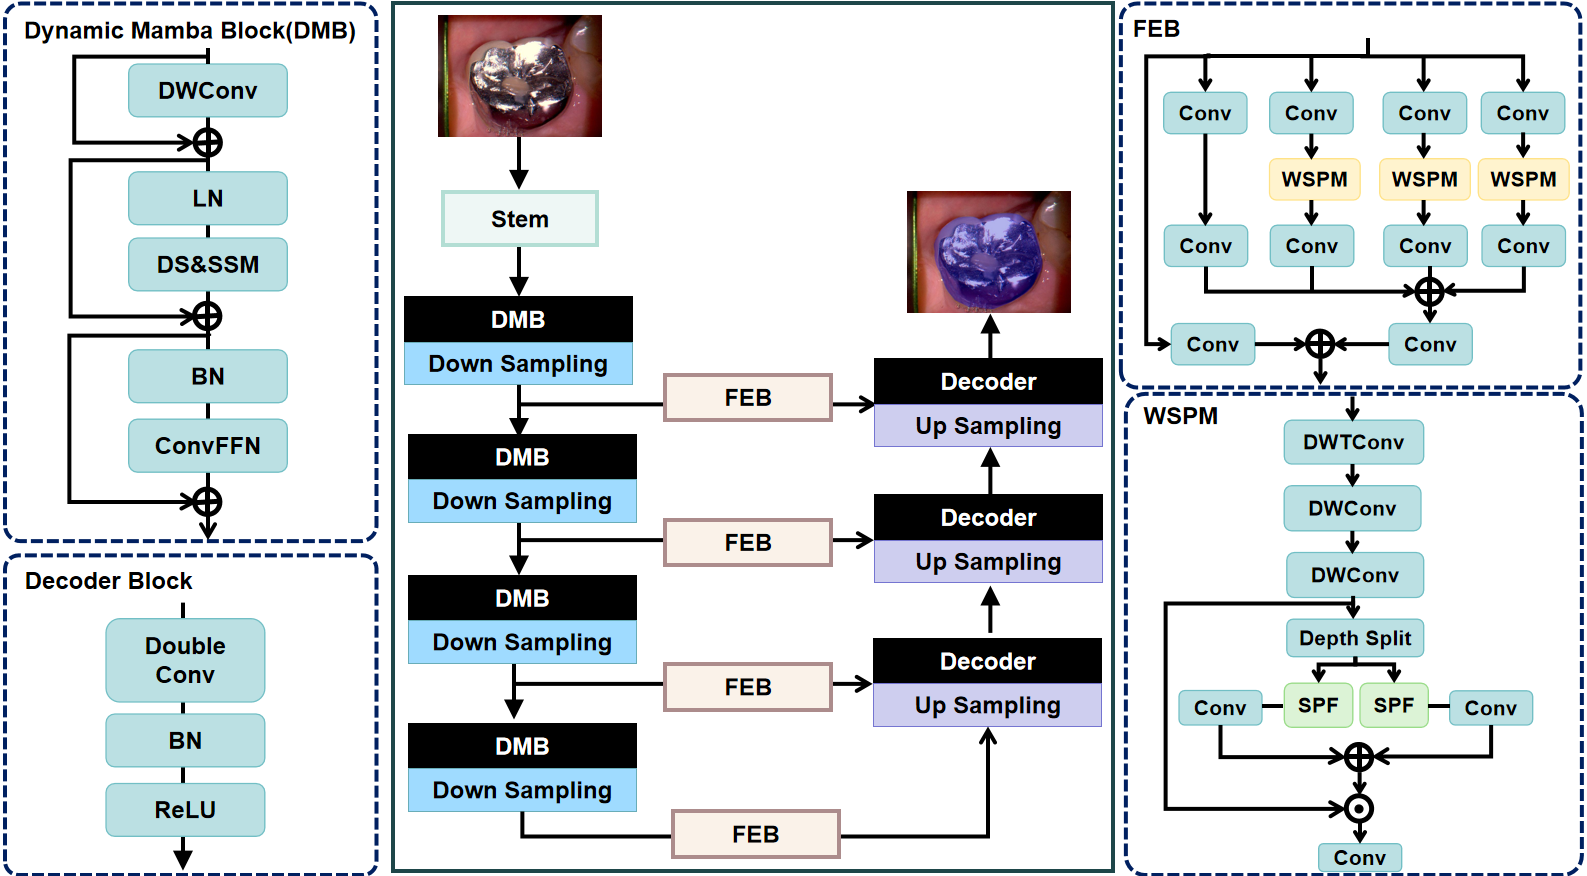 Dynamic Mamba Block(DMB)
DWConv
LN
DS&SSM
BN
ConvFFN
Decoder Block
Double
Conv
BN
ReLU
Stem
DMB
Down Sampling
FEB
Decoder
Up Sampling
DMB
Down Sampling
FEB
Decoder
Up Sampling
DMB
Down Sampling
FEB
Decoder
Up Sampling
DMB
Down Sampling
FEB
FEB
Conv Conv Conv Conv
WSPM WSPM WSPM
Conv Conv Conv Conv
Conv Conv
WSPM
DWTConv
DWConv
DWConv
Depth Split
Conv SPF SPF Conv
Conv